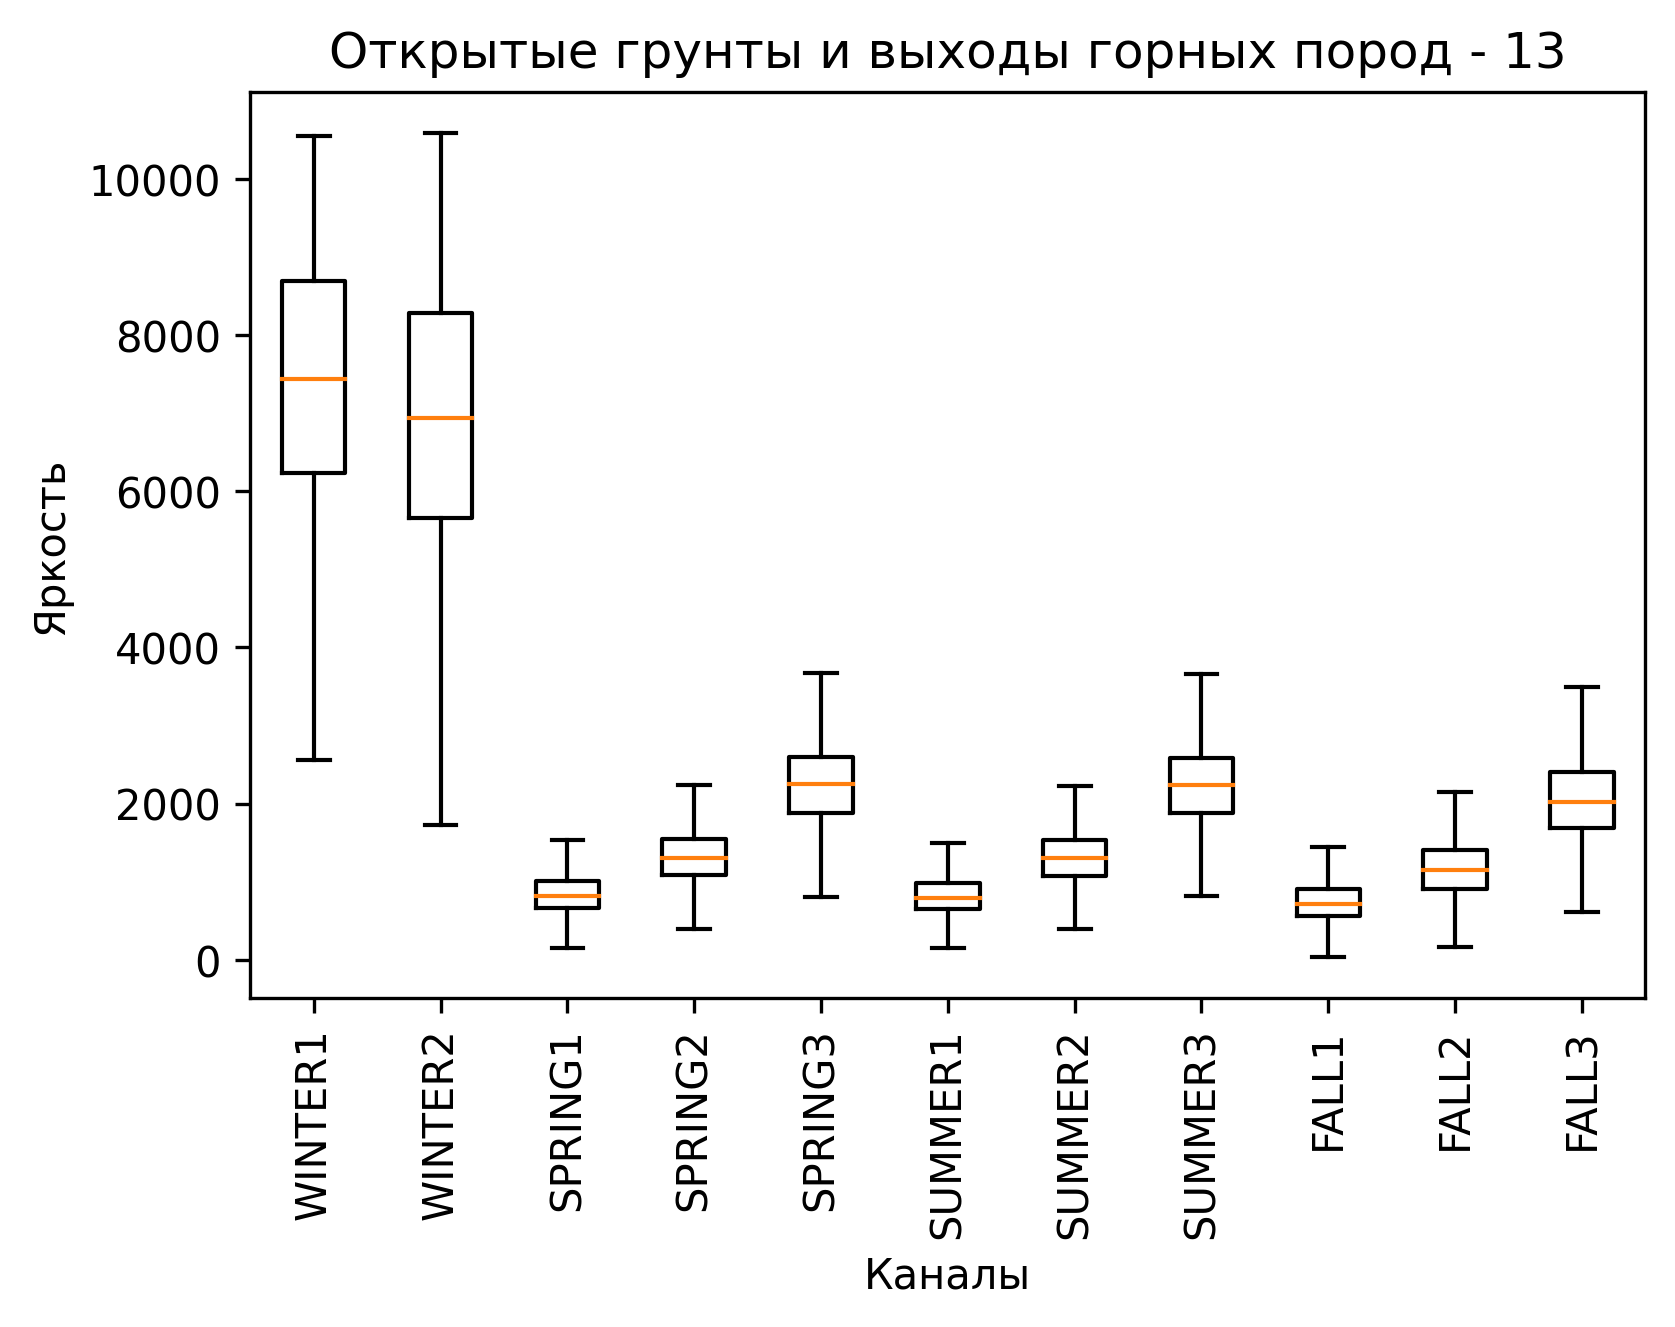 Открытые грунты и выходы горных пород - 13
Яркость
10000
8000
6000
4000
2000
0
WINTER1
WINTER2
SPRING1
SPRING2
SPRING3
SUMMER1
SUMMER2
SUMMER3
FALL1
FALL2
FALL3
Каналы